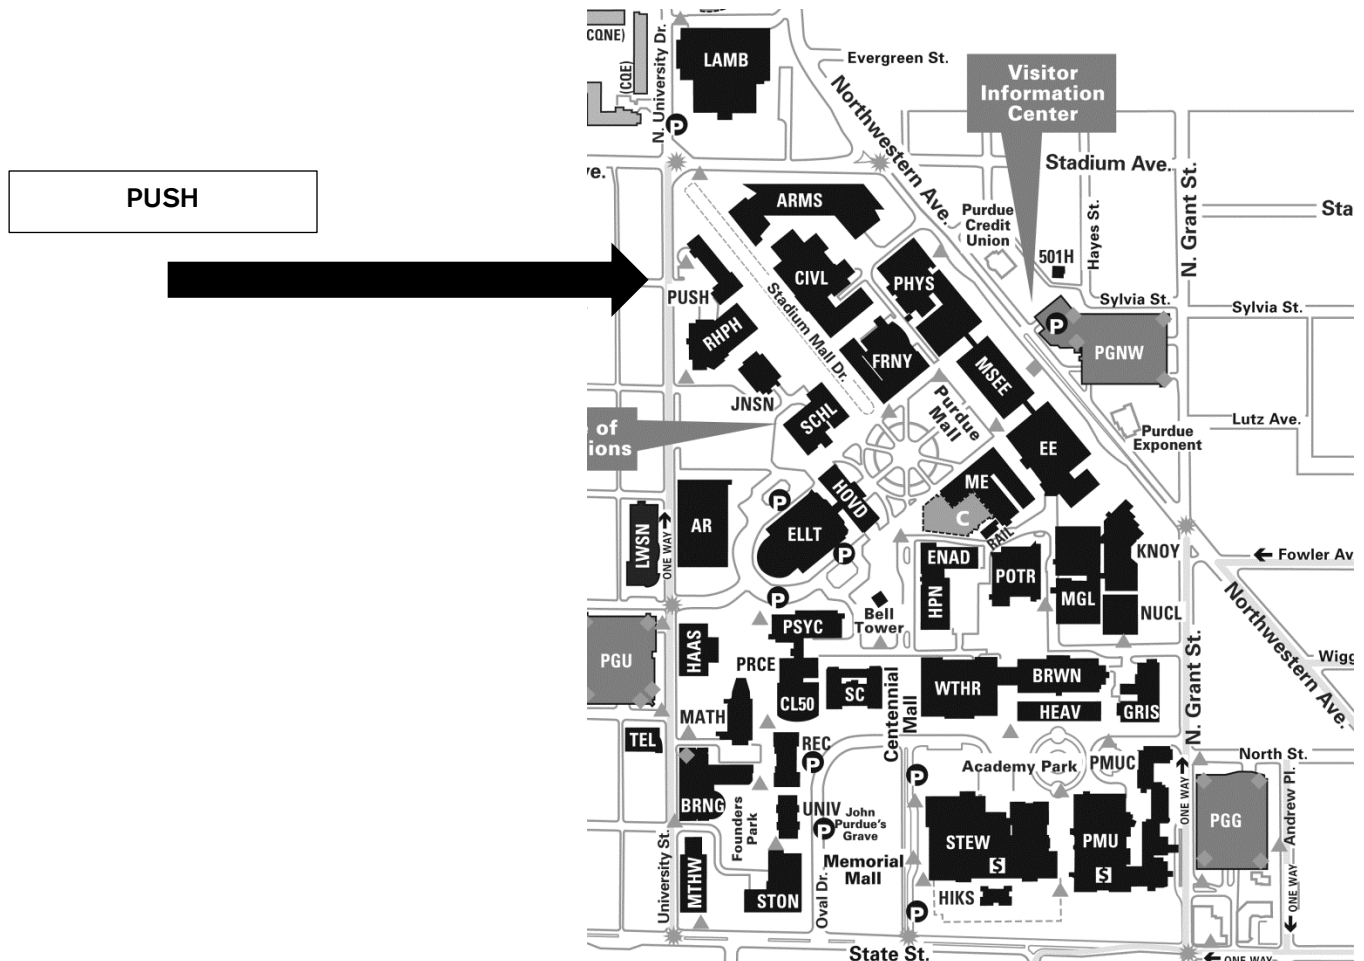 PUSH
(CQNE)
(CQE)
N. University Dr.
LAMB
Evergreen St.
Northwestern Ave.
Visitor
Information
Center
P
ve.
Stadium Ave.
N. Grant St.
Sta
ARMS
Purdue
Credit
Union
501H
Hayes St.
CIVL
PHYS
PUSH
Stadium Mall Dr.
Sylvia St.
Sylvia St.
P
PGNW
RHPH
FRNY
MSEE
JNSN
SCHL
Purdue
Mall
Lutz Ave.
e of
ions
Purdue
Exponent
EE
ME
HOVD
P
C
RAIL
AR
LWSN
ONE WAY
ELLT
P
KNOY
Fowler Av
ENAD
POTR
HPN
MGL
NUCL
Northwestern Ave.
P
Bell
Tower
PSYC
PGU
HAAS
PRCE
CL50
SC
Centennial
Mall
WTHR
BRWN
HEAV
GRIS
N. Grant St.
Wigg
MATH
TEL
REC
P
Academy Park
PMUC
North St.
P
BRNG
Founders
Park
UNIV
John
Purdue's
Grave
P
ONE WAY
PGG
Andrew Pl.
STEW
$
PMU
$
Memorial
Mall
University St.
MTHW
STON
Oval Dr.
HIKS
P
ONE WAY
State St.
ONE WAY